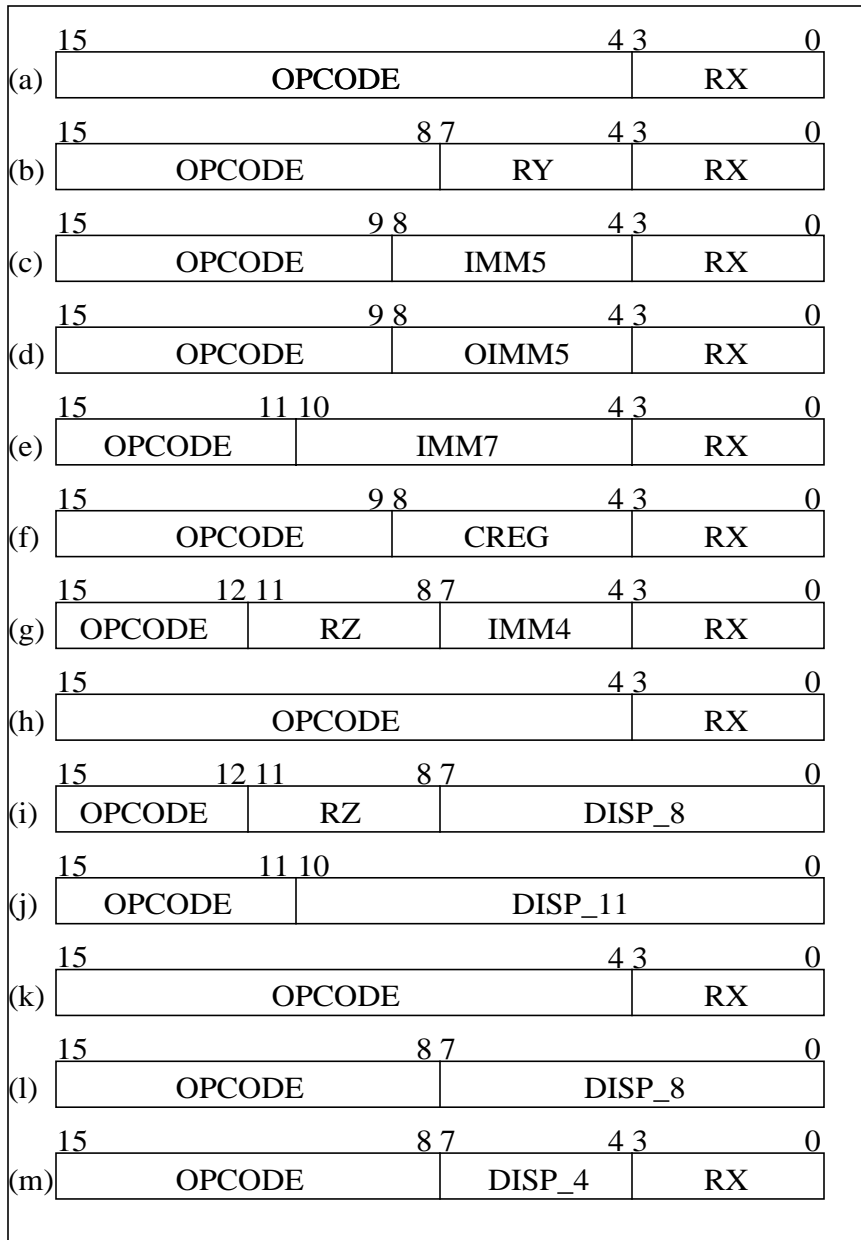 15 4 3 0
(a) OPCODE RX
15 8 7 4 3 0
(b) OPCODE RY RX
15 9 8 4 3 0
(c) OPCODE IMM5 RX
15 9 8 4 3 0
(d) OPCODE OIMM5 RX
15 11 10 4 3 0
(e) OPCODE IMM7 RX
15 9 8 4 3 0
(f) OPCODE CREG RX
15 12 11 8 7 4 3 0
(g) OPCODE RZ IMM4 RX
15 4 3 0
(h) OPCODE RX
15 12 11 8 7 0
(i) OPCODE RZ DISP_8
15 11 10 0
(j) OPCODE DISP_11
15 4 3 0
(k) OPCODE RX
15 8 7 0
(l) OPCODE DISP_8
15 8 7 4 3 0
(m) OPCODE DISP_4 RX